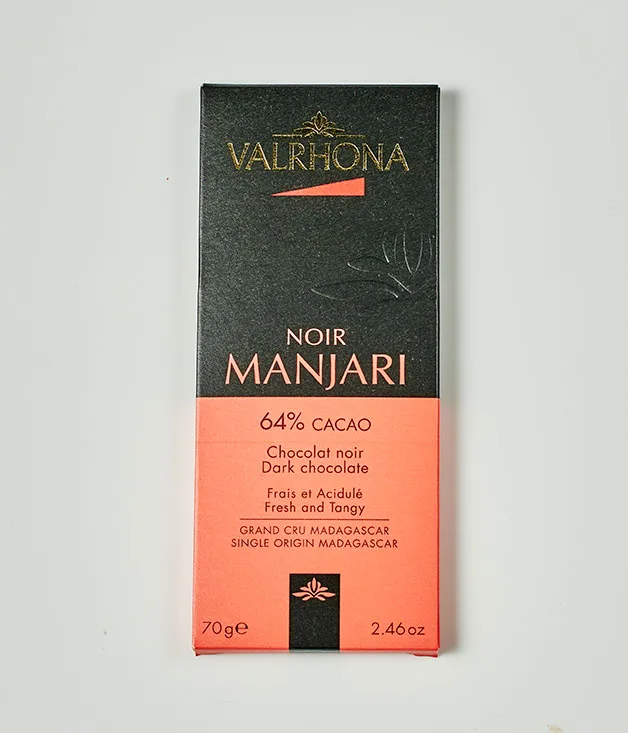 VALRHONA
NOIR
MANJARI
64% CACAO
Chocolat noir
Dark chocolate
Frais et Acidulé
Fresh and Tangy
GRAND CRU MADAGASCAR
SINGLE ORIGIN MADAGASCAR
70g℮ 2.46oz